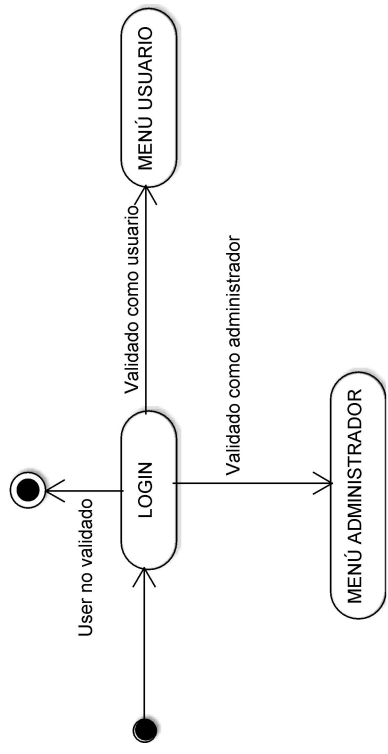 User no validado
LOGIN
Validado como usuario
MENÚ USUARIO
Validado como administrador
MENÚ ADMINISTRADOR